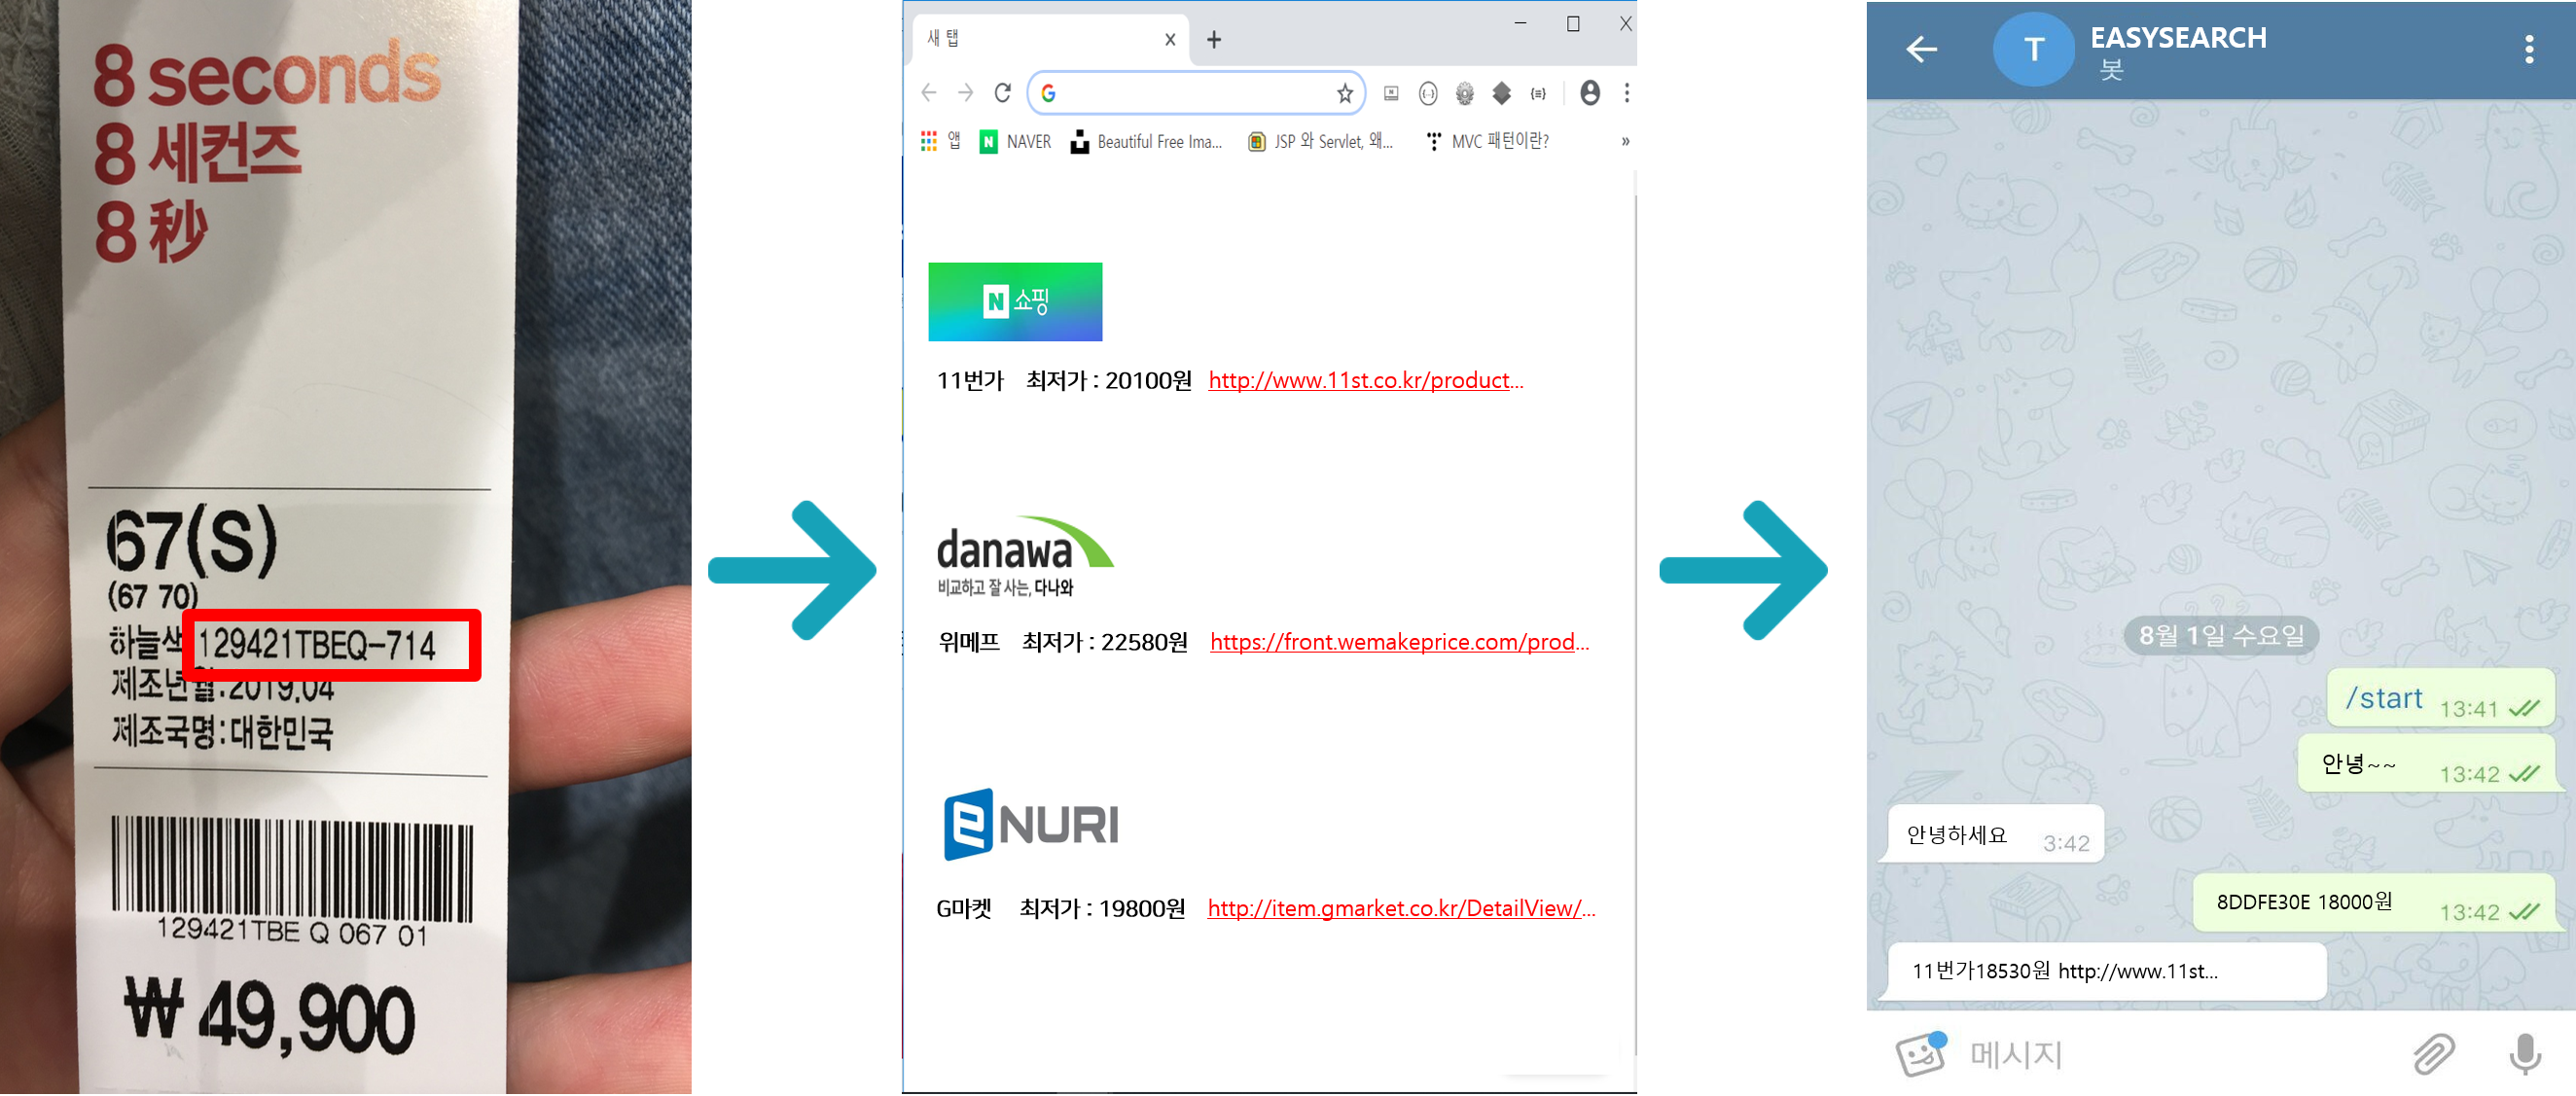 8 seconds
8 세컨즈
8 秒
67(S)
(67 70)
하늘색 129421TBEQ-714
제조년월:2019.04
제조국명:대한민국
129421TBE Q 067 01
₩ 49,900
새 탭
앱
NAVER
Beautiful Free Ima...
JSP 와 Servlet, 왜...
MVC 패턴이란?
»
N 쇼핑
11번가 최저가 : 20100원 http://www.11st.co.kr/product...
danawa
비교하고 잘 사는, 다나와
위메프 최저가 : 22580원 https://front.wemakeprice.com/prod...
eNURI
G마켓 최저가 : 19800원 http://item.gmarket.co.kr/DetailView/...
T
EASYSEARCH
봇
8월 1일 수요일
/start 13:41
안녕~~ 13:42
안녕하세요 3:42
8DDFE30E 18000원 13:42
11번가18530원 http://www.11st...
메시지